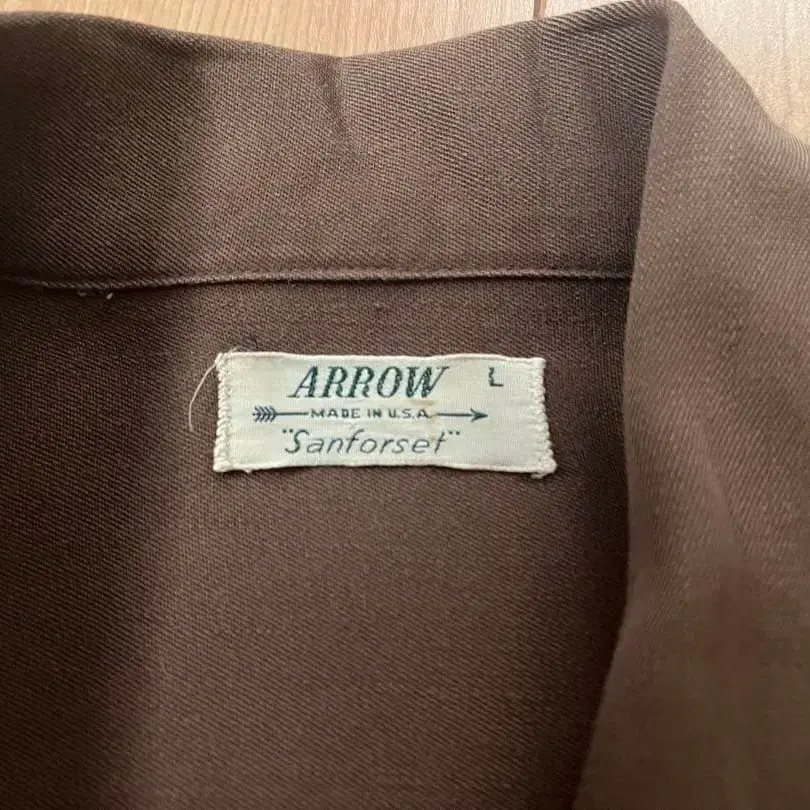 ARROW L
MADE IN U.S.A.
"Sanforset"